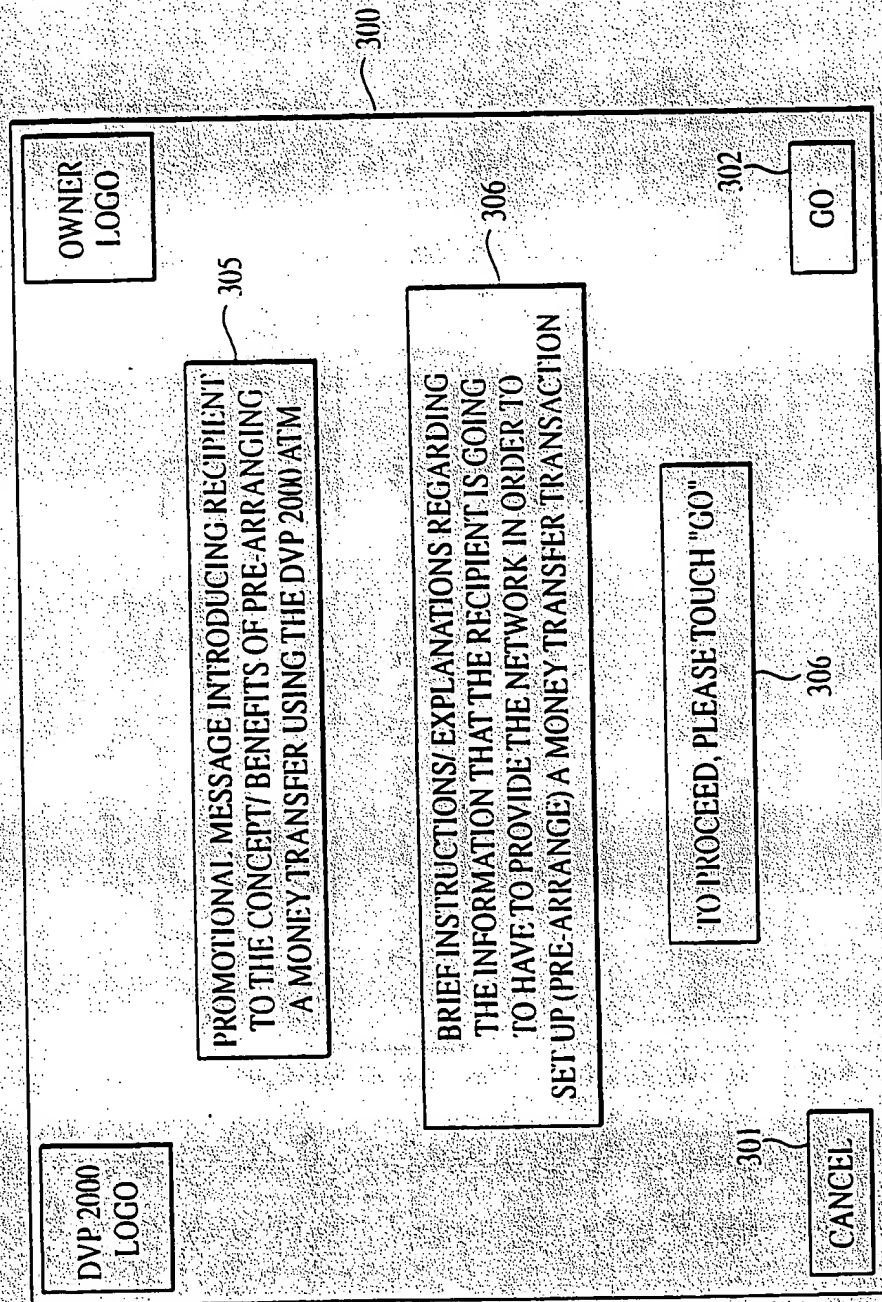 DVP 2000
LOGO
OWNER
LOGO
300
PROMOTIONAL MESSAGE INTRODUCING RECIPIENT
TO THE CONCEPT/ BENEFITS OF PRE-ARRANGING
A MONEY TRANSFER USING THE DVP 2000 ATM
305
BRIEF INSTRUCTIONS/ EXPLANATIONS REGARDING
THE INFORMATION THAT THE RECIPIENT IS GOING
TO HAVE TO PROVIDE THE NETWORK IN ORDER TO
SET UP (PRE-ARRANGE) A MONEY TRANSFER TRANSACTION
306
TO PROCEED, PLEASE TOUCH "GO"
306
301
CANCEL
302
GO